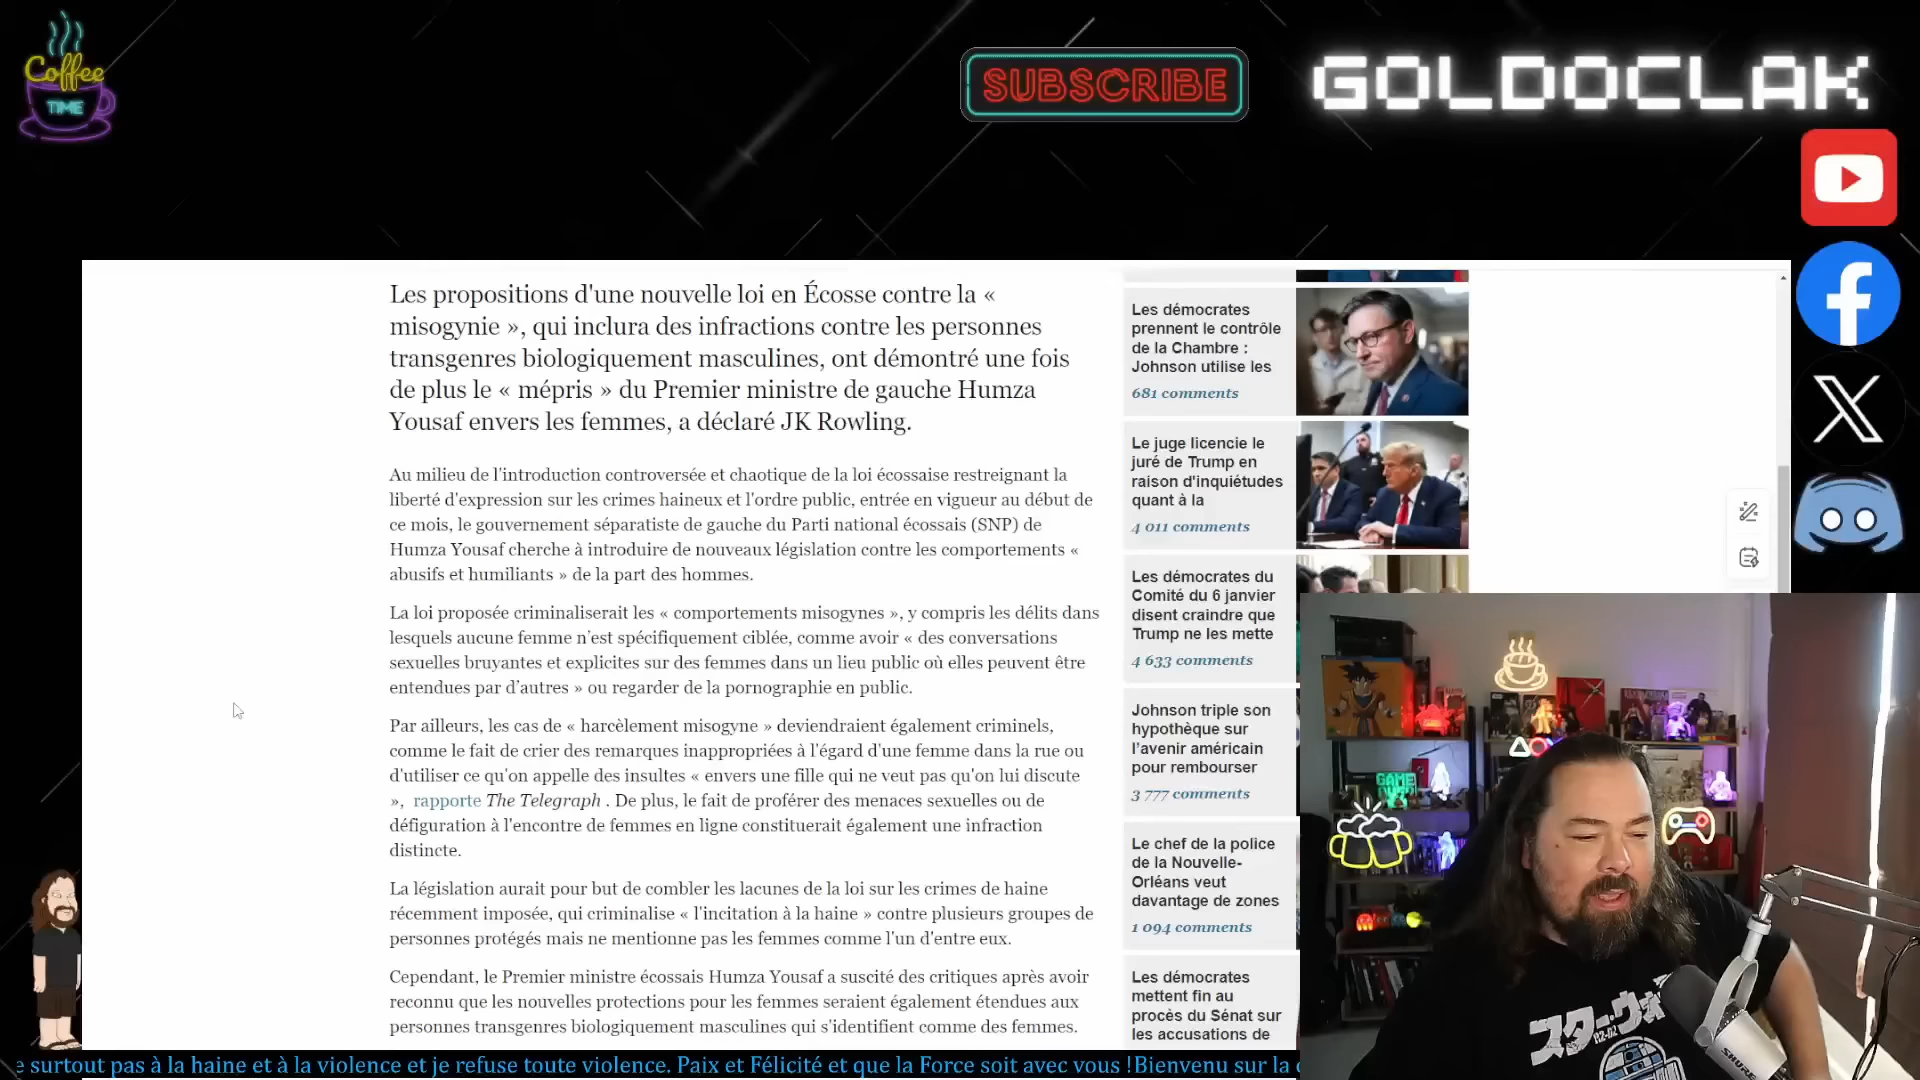 Coffee
TIME
SUBSCRIBE
GOLDOCLAK
Les propositions d'une nouvelle loi en Écosse contre la «
misogynie », qui inclura des infractions contre les personnes
transgenres biologiquement masculines, ont démontré une fois
de plus le « mépris » du Premier ministre de gauche Humza
Yousaf envers les femmes, a déclaré JK Rowling.
Au milieu de l'introduction controversée et chaotique de la loi écossaise restreignant la
liberté d'expression sur les crimes haineux et l'ordre public, entrée en vigueur au début de
ce mois, le gouvernement séparatiste de gauche du Parti national écossais (SNP) de
Humza Yousaf cherche à introduire de nouveaux législation contre les comportements «
abusifs et humiliants » de la part des hommes.
La loi proposée criminaliserait les « comportements misogynes », y compris les délits dans
lesquels aucune femme n'est spécifiquement ciblée, comme avoir « des conversations
sexuelles bruyantes et explicites sur des femmes dans un lieu public où elles peuvent être
entendues par d'autres » ou regarder de la pornographie en public.
Par ailleurs, les cas de « harcèlement misogyne » deviendraient également criminels,
comme le fait de crier des remarques inappropriées à l'égard d'une femme dans la rue ou
d'utiliser ce qu'on appelle des insultes « envers une fille qui ne veut pas qu'on lui discute
», rapporte The Telegraph . De plus, le fait de proférer des menaces sexuelles ou de
défiguration à l'encontre de femmes en ligne constituerait également une infraction
distincte.
La législation aurait pour but de combler les lacunes de la loi sur les crimes de haine
récemment imposée, qui criminalise « l'incitation à la haine » contre plusieurs groupes de
personnes protégés mais ne mentionne pas les femmes comme l'un d'entre eux.
Cependant, le Premier ministre écossais Humza Yousaf a suscité des critiques après avoir
reconnu que les nouvelles protections pour les femmes seraient également étendues aux
personnes transgenres biologiquement masculines qui s'identifient comme des femmes.
Les démocrates
prennent le contrôle
de la Chambre :
Johnson utilise les
681 comments
Le juge licencie le
juré de Trump en
raison d'inquiétudes
quant à la
4 011 comments
Les démocrates du
Comité du 6 janvier
disent craindre que
Trump ne les mette
4 633 comments
Johnson triple son
hypothèque sur
l'avenir américain
pour rembourser
3 777 comments
Le chef de la police
de la Nouvelle-
Orléans veut
davantage de zones
1 094 comments
Les démocrates
mettent fin au
procès du Sénat sur
les accusations de
GAME
スター・ウォ
R2-D2
SHURE
e surtout pas à la haine et à la violence et je refuse toute violence. Paix et Félicité et que la Force soit avec vous !Bienvenu sur la